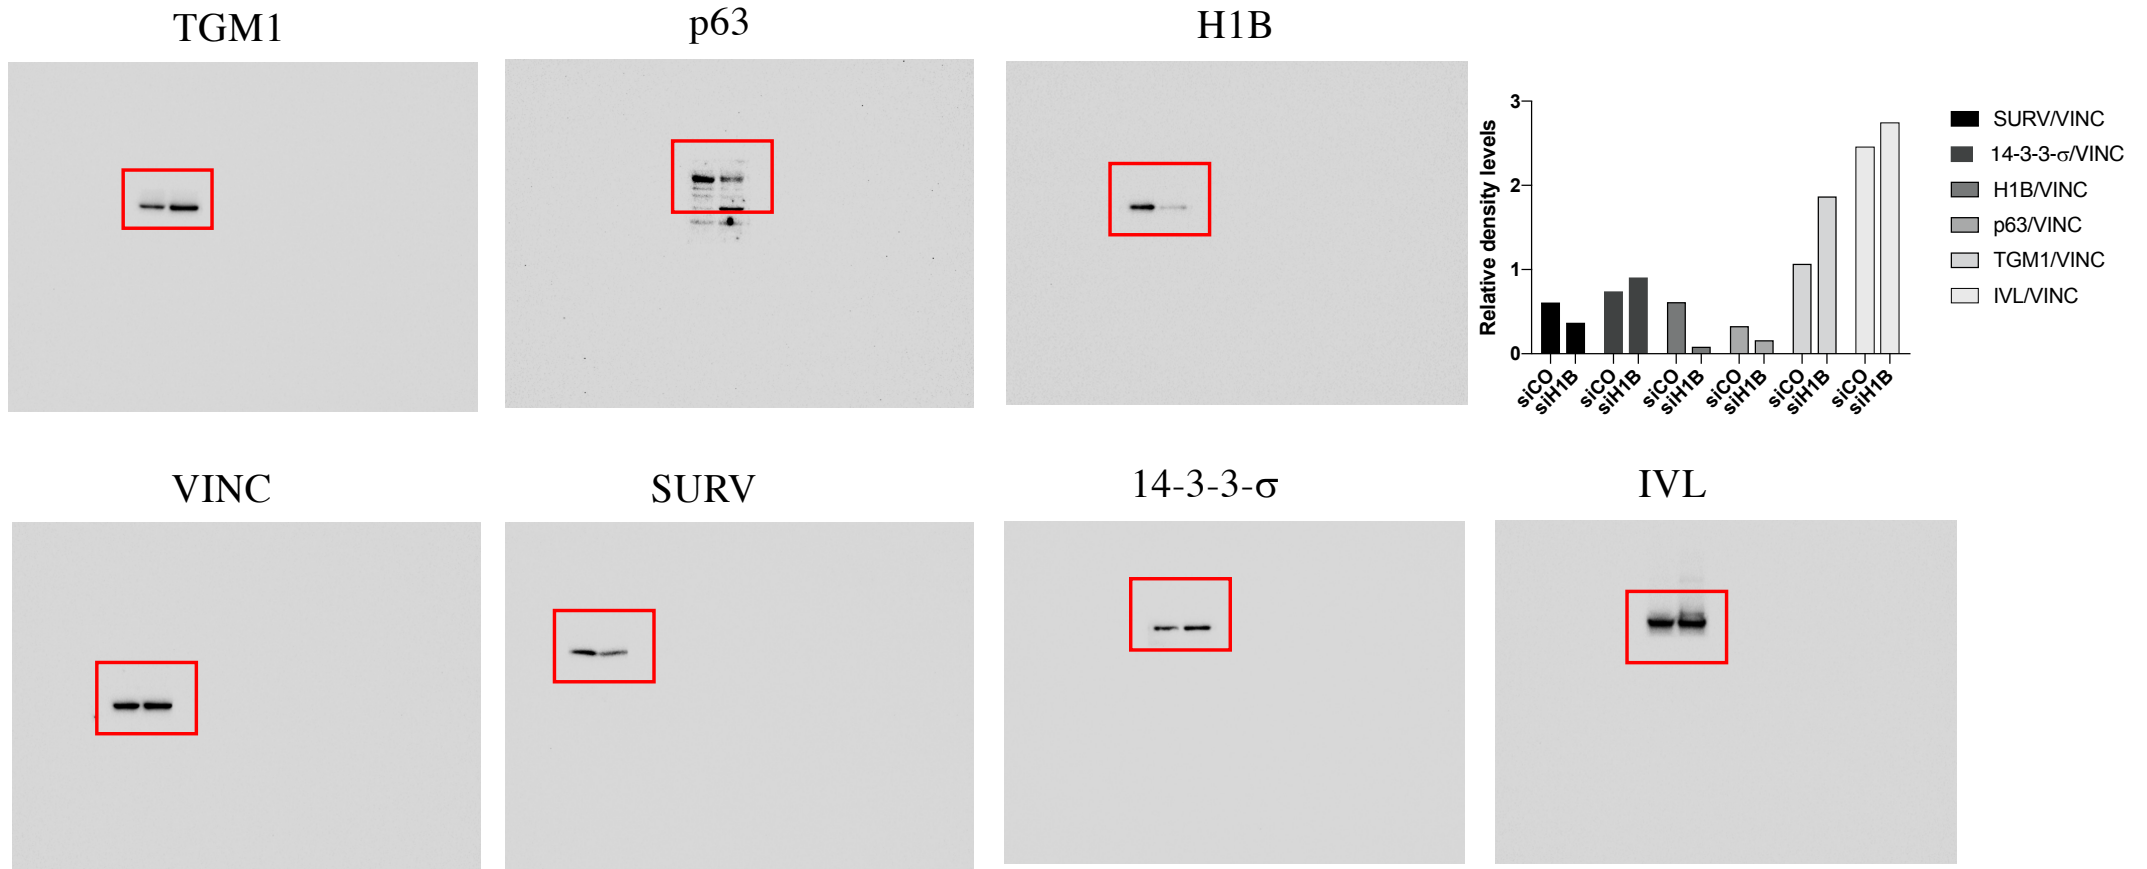 TGM1
p63
H1B
3
2
1
0
Relative density levels
siCO
siH1B
siCO
siH1B
siCO
siH1B
siCO
siH1B
siCO
siH1B
siCO
siH1B
SURV/VINC
14-3-3-σ/VINC
H1B/VINC
p63/VINC
TGM1/VINC
IVL/VINC
VINC
SURV
14-3-3-σ
IVL